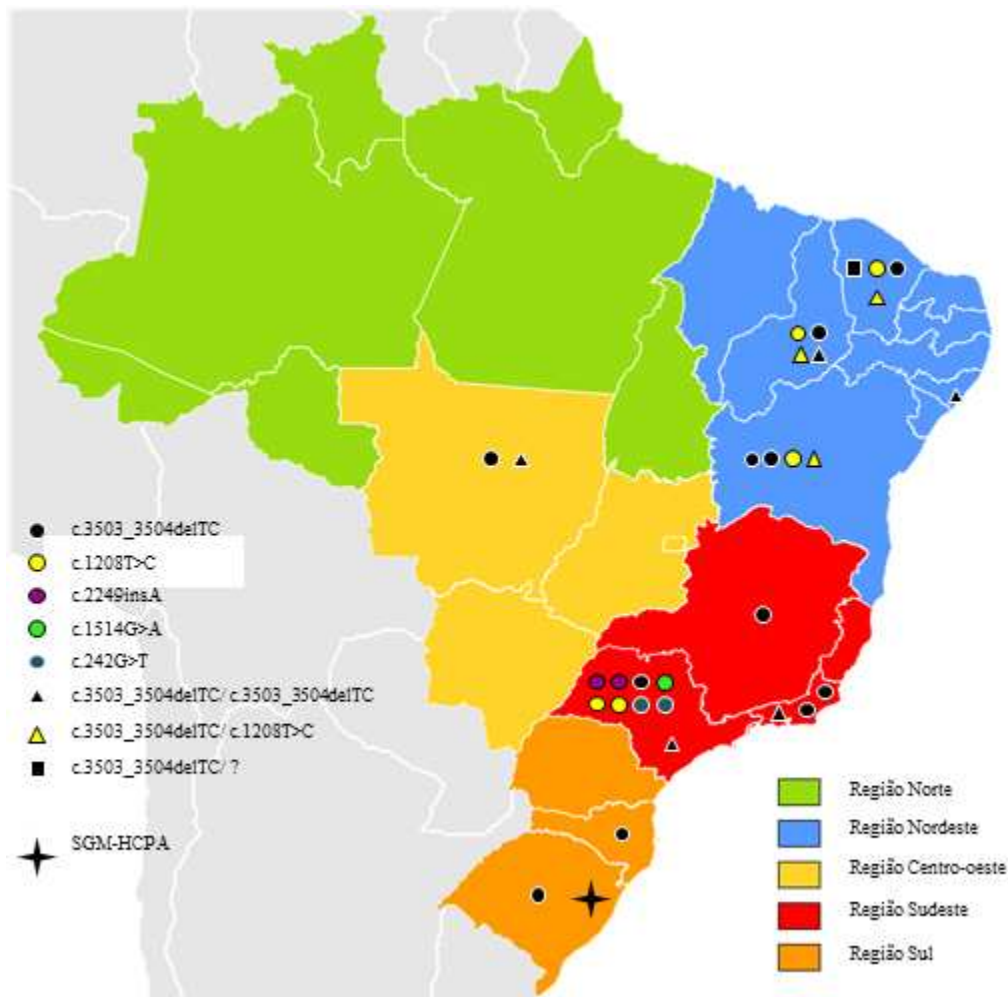 c.3503_3504delTC
c.1208T>C
c.2249insA
c.1514G>A
c.242G>T
c.3503_3504delTC/ c.3503_3504delTC
c.3503_3504delTC/ c.1208T>C
c.3503_3504delTC/ ?
SGM-HCPA
Região Norte
Região Nordeste
Região Centro-oeste
Região Sudeste
Região Sul